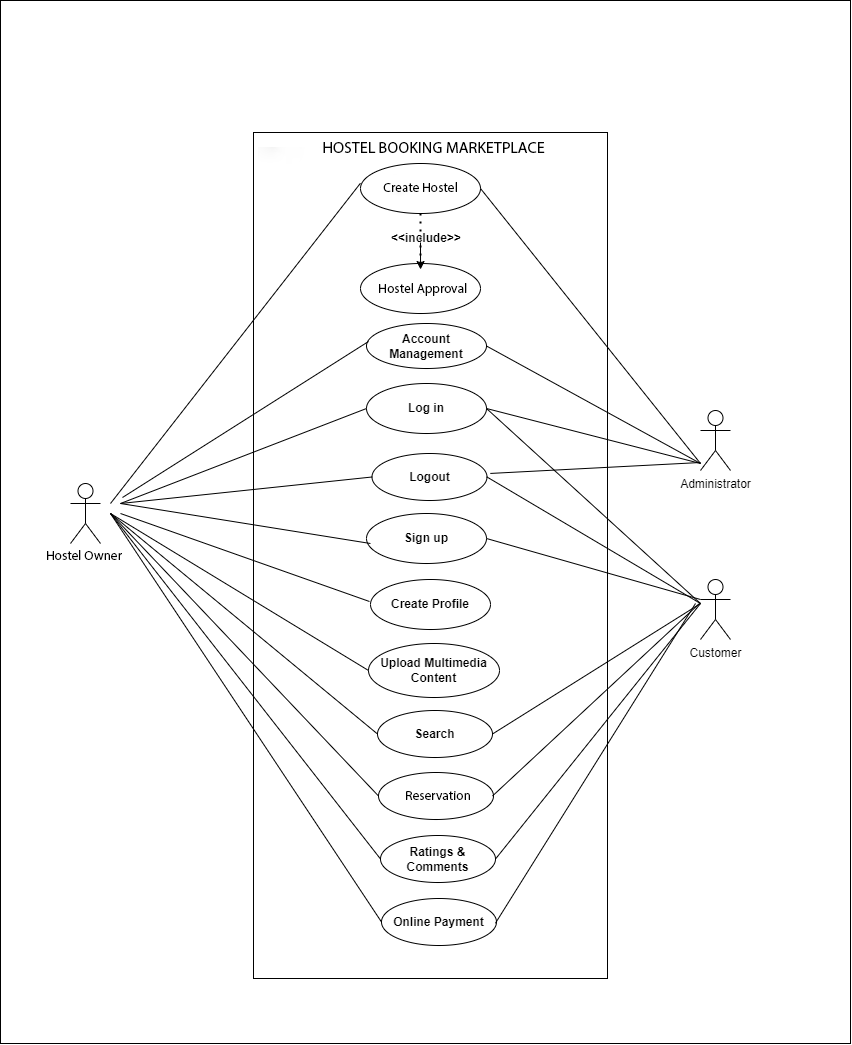 HOSTEL BOOKING MARKETPLACE
Create Hostel
<<include>>
Hostel Approval
Account
Management
Log in
Logout
Administrator
Sign up
Hostel Owner
Create Profile
Customer
Upload Multimedia
Content
Search
Reservation
Ratings &
Comments
Online Payment